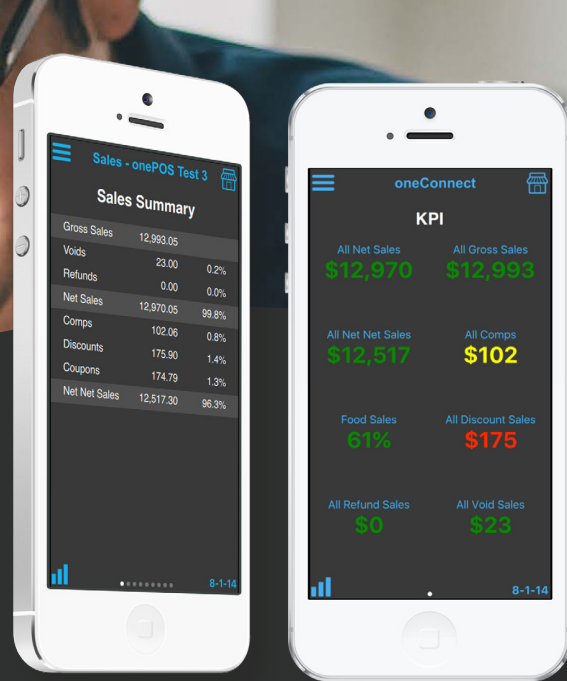 Sales - onePOS Test 3
Sales Summary
Gross Sales 12,993.05
Voids 23.00 0.2%
Refunds 0.00 0.0%
Net Sales 12,970.05 99.8%
Comps 102.06 0.8%
Discounts 175.90 1.4%
Coupons 174.79 1.3%
Net Net Sales 12,517.30 96.3%
8-1-14
oneConnect
KPI
All Net Sales All Gross Sales
$12,970 $12,993
All Net Net Sales All Comps
$12,517 $102
Food Sales All Discount Sales
61% $175
All Refund Sales All Void Sales
$0 $23
8-1-14